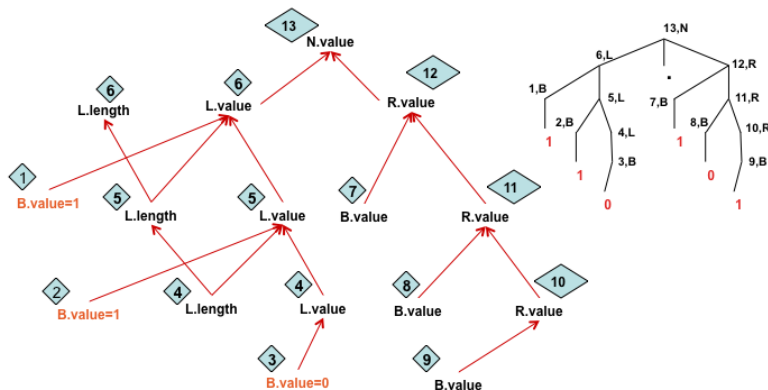 13
N.value
13,N
6
6
12
6,L
12,R
L.length
L.value
R.value
1,B
5,L
7,B
11,R
2,B
4,L
8,B
10,R
1
3,B
9,B
1
1
1
0
0
1
.
1
B.value=1
5
L.length
5
L.value
7
B.value
11
R.value
2
B.value=1
4
L.length
4
L.value
8
B.value
10
R.value
3
B.value=0
9
B.value